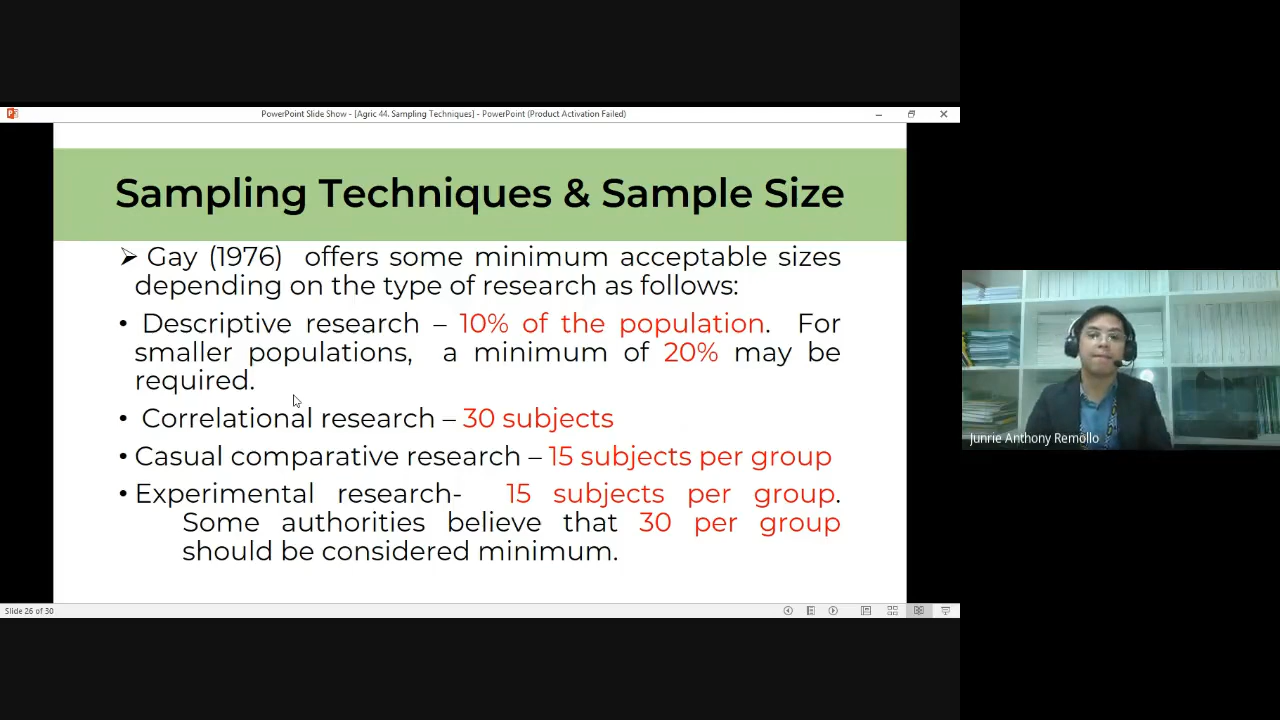 PowerPoint Slide Show - [Agric 44. Sampling Techniques] - PowerPoint (Product Activation Failed)
Sampling Techniques & Sample Size
➢ Gay (1976) offers some minimum acceptable sizes
depending on the type of research as follows:
• Descriptive research – 10% of the population. For
smaller populations, a minimum of 20% may be
required.
• Correlational research – 30 subjects
• Casual comparative research – 15 subjects per group
• Experimental research- 15 subjects per group.
Some authorities believe that 30 per group
should be considered minimum.
Junrie Anthony Remollo
Slide 26 of 30